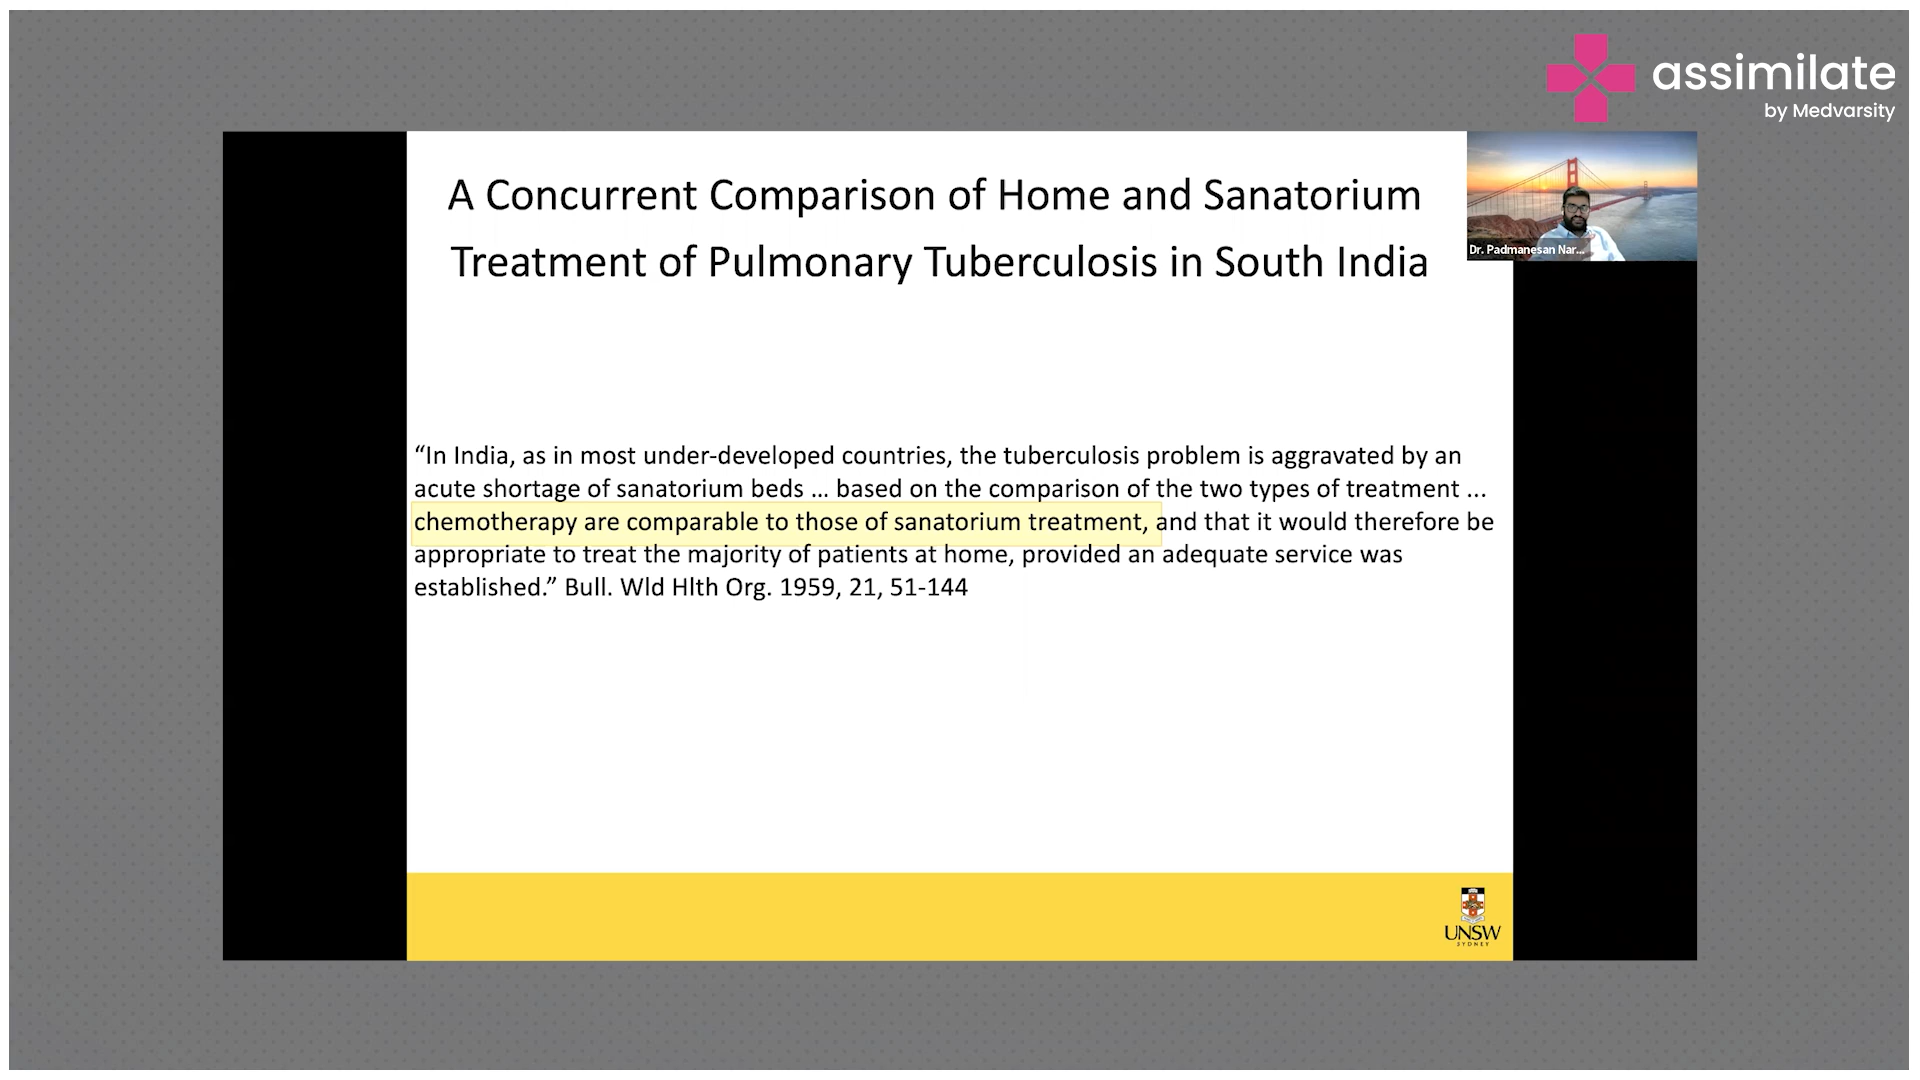 assimilate
by Medvarsity
A Concurrent Comparison of Home and Sanatorium
Treatment of Pulmonary Tuberculosis in South India
Dr. Padmanesan Nar...
“In India, as in most under-developed countries, the tuberculosis problem is aggravated by an
acute shortage of sanatorium beds ... based on the comparison of the two types of treatment ...
chemotherapy are comparable to those of sanatorium treatment, and that it would therefore be
appropriate to treat the majority of patients at home, provided an adequate service was
established.” Bull. Wld Hlth Org. 1959, 21, 51-144
UNSW
SYDNEY